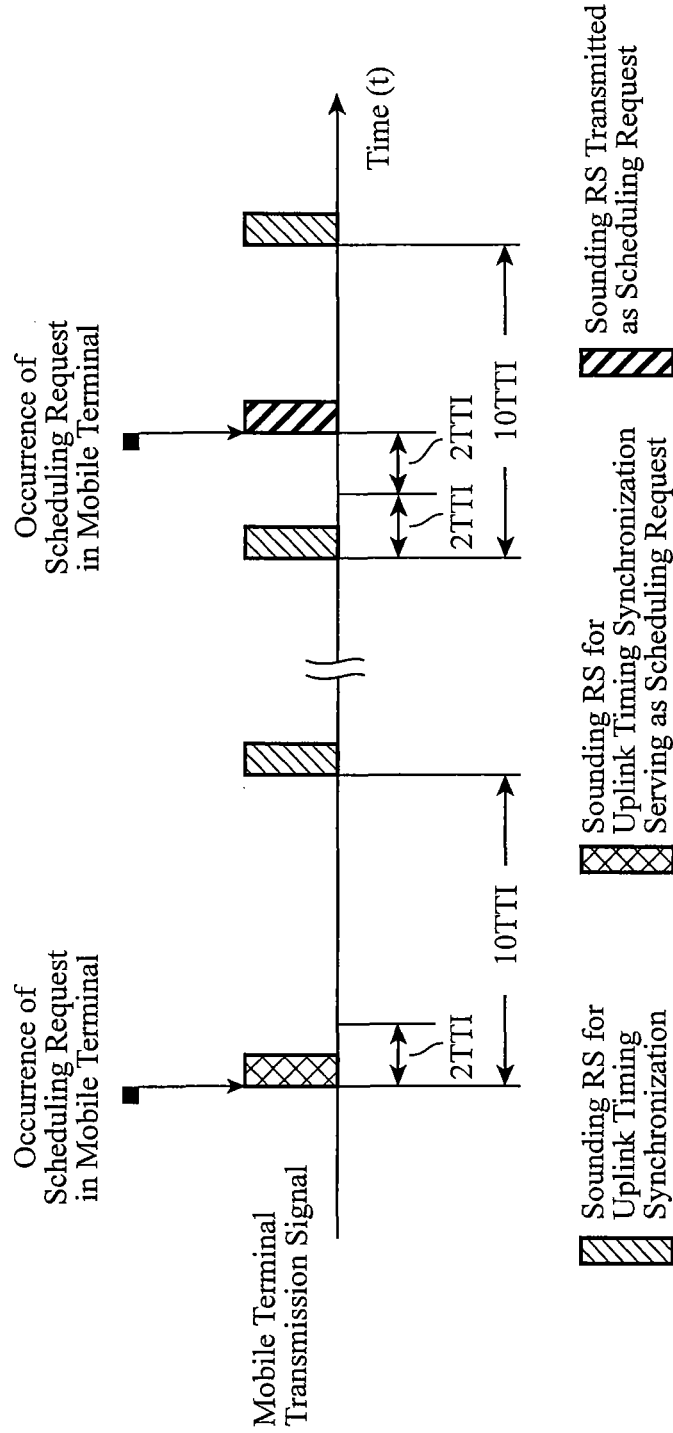 Occurrence of
Scheduling Request
in Mobile Terminal
Occurrence of
Scheduling Request
in Mobile Terminal
Mobile Terminal
Transmission Signal
Time (t)
2TTI
10TTI
2TTI
2TTI
10TTI
Sounding RS for
Uplink Timing
Synchronization
Sounding RS for
Uplink Timing Synchronization
Serving as Scheduling Request
Sounding RS Transmitted
as Scheduling Request